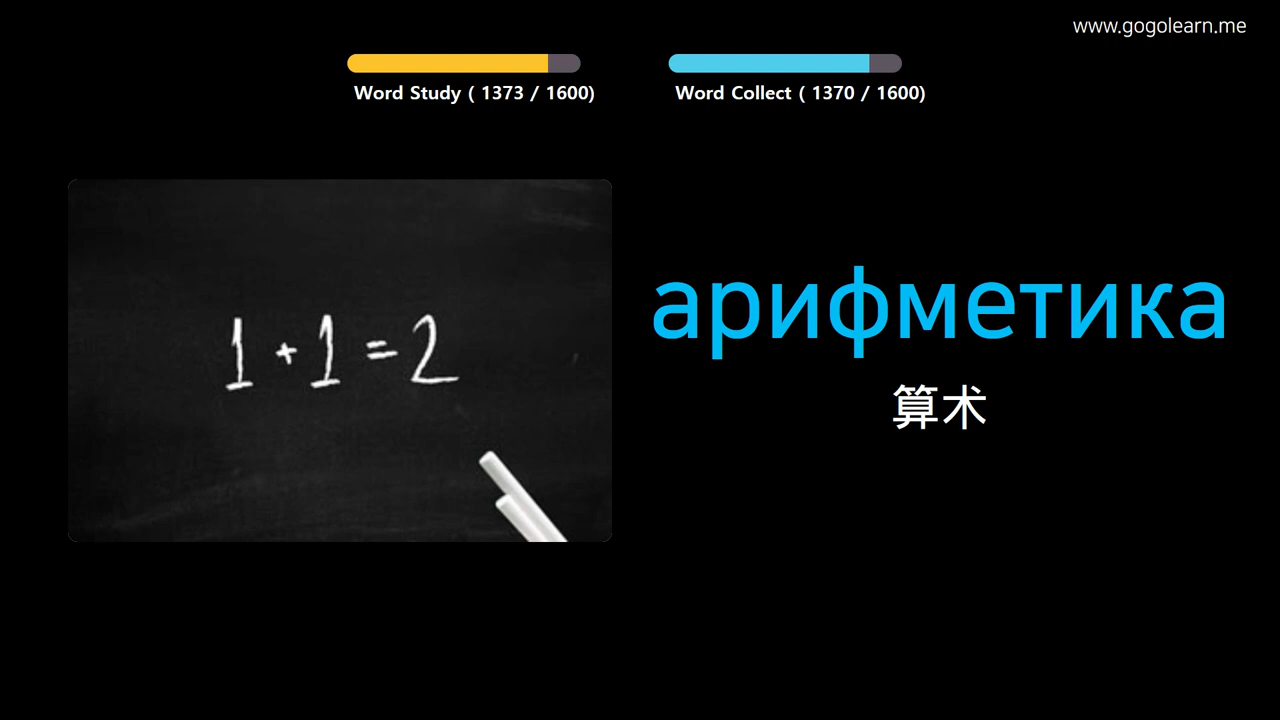 www.gogolearn.me
Word Study ( 1373 / 1600)
Word Collect ( 1370 / 1600)
1 + 1 = 2
арифметика
算术